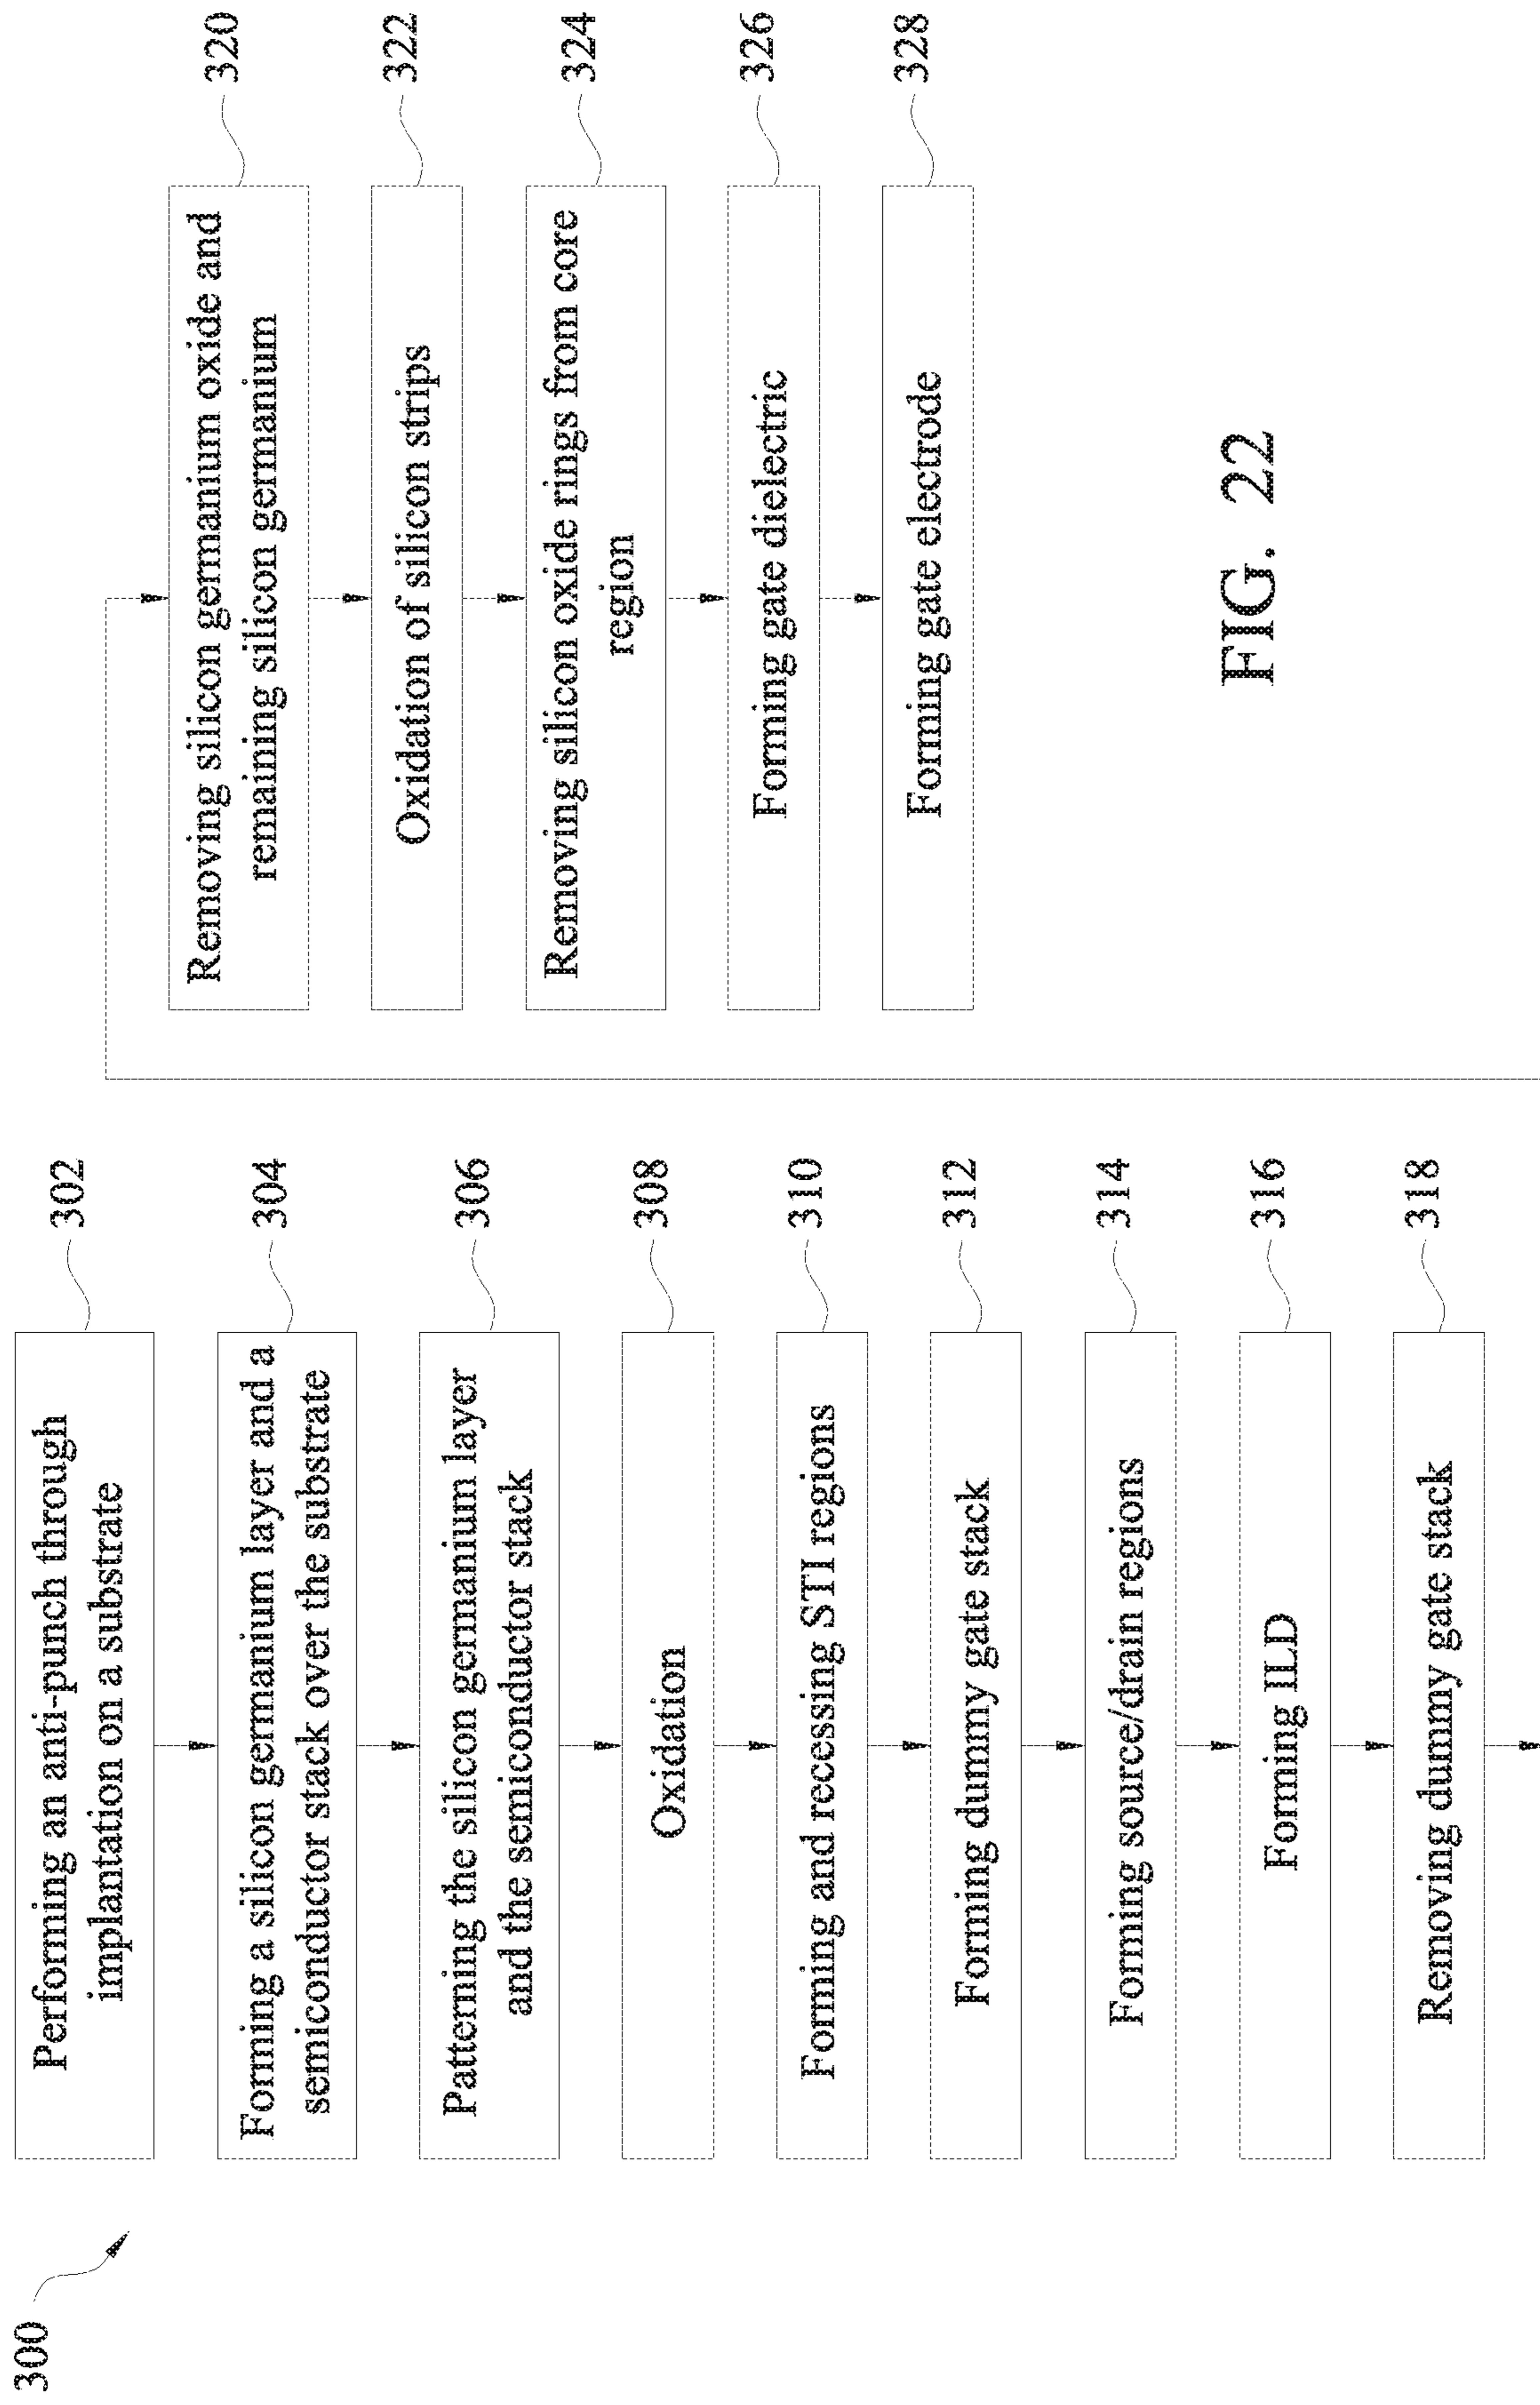 300
Performing an anti-punch through
implantation on a substrate
302
Forming a silicon germanium layer and a
semiconductor stack over the substrate
304
Patterning the silicon germanium layer
and the semiconductor stack
306
Oxidation
308
Forming and recessing STI regions
310
Forming dummy gate stack
312
Forming source/drain regions
314
Forming ILD
316
Removing dummy gate stack
318
Removing silicon germanium oxide and
remaining silicon germanium
320
Oxidation of silicon strips
322
Removing silicon oxide rings from core
region
324
Forming gate dielectric
326
Forming gate electrode
328
FIG. 22